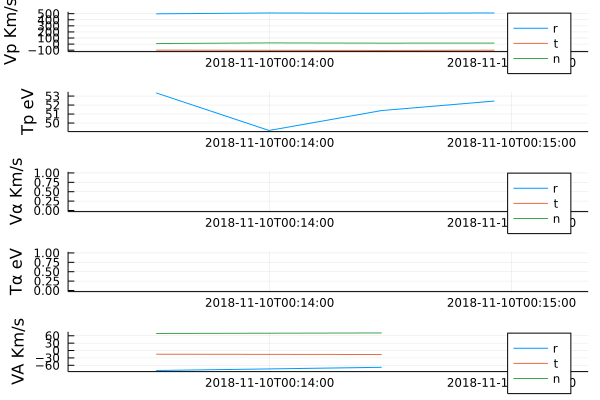 Vp Km/s
500
400
300
200
100
0
-100
r
t
n
2018-11-10T00:14:00
Tp eV
53
52
51
50
2018-11-10T00:14:00
2018-11-10T00:15:00
Vα Km/s
1.00
0.75
0.50
0.25
0.00
r
t
n
2018-11-10T00:14:00
Tα eV
1.00
0.75
0.50
0.25
0.00
2018-11-10T00:14:00
2018-11-10T00:15:00
VA Km/s
60
30
0
-30
-60
r
t
n
2018-11-10T00:14:00